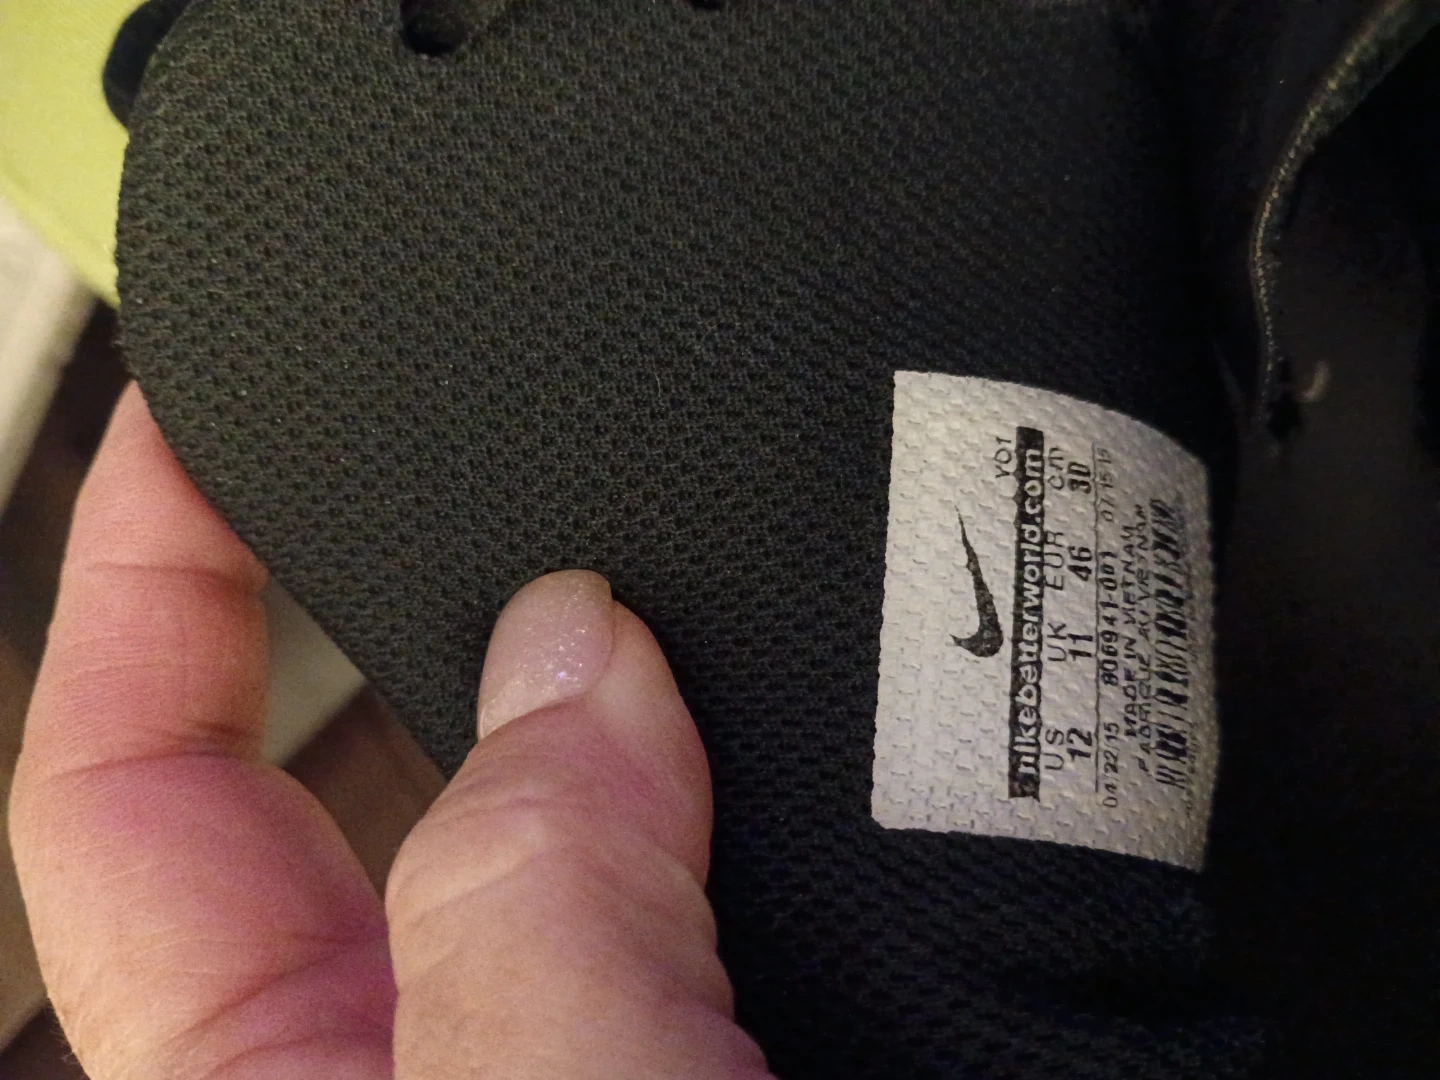 YO1
nikebetterworld.com
US UK EUR cm
12 11 46 30
04/22/15 806941-001 07/15/15
MADE IN VIETNAM
FABRIQUE AU VIETNAM